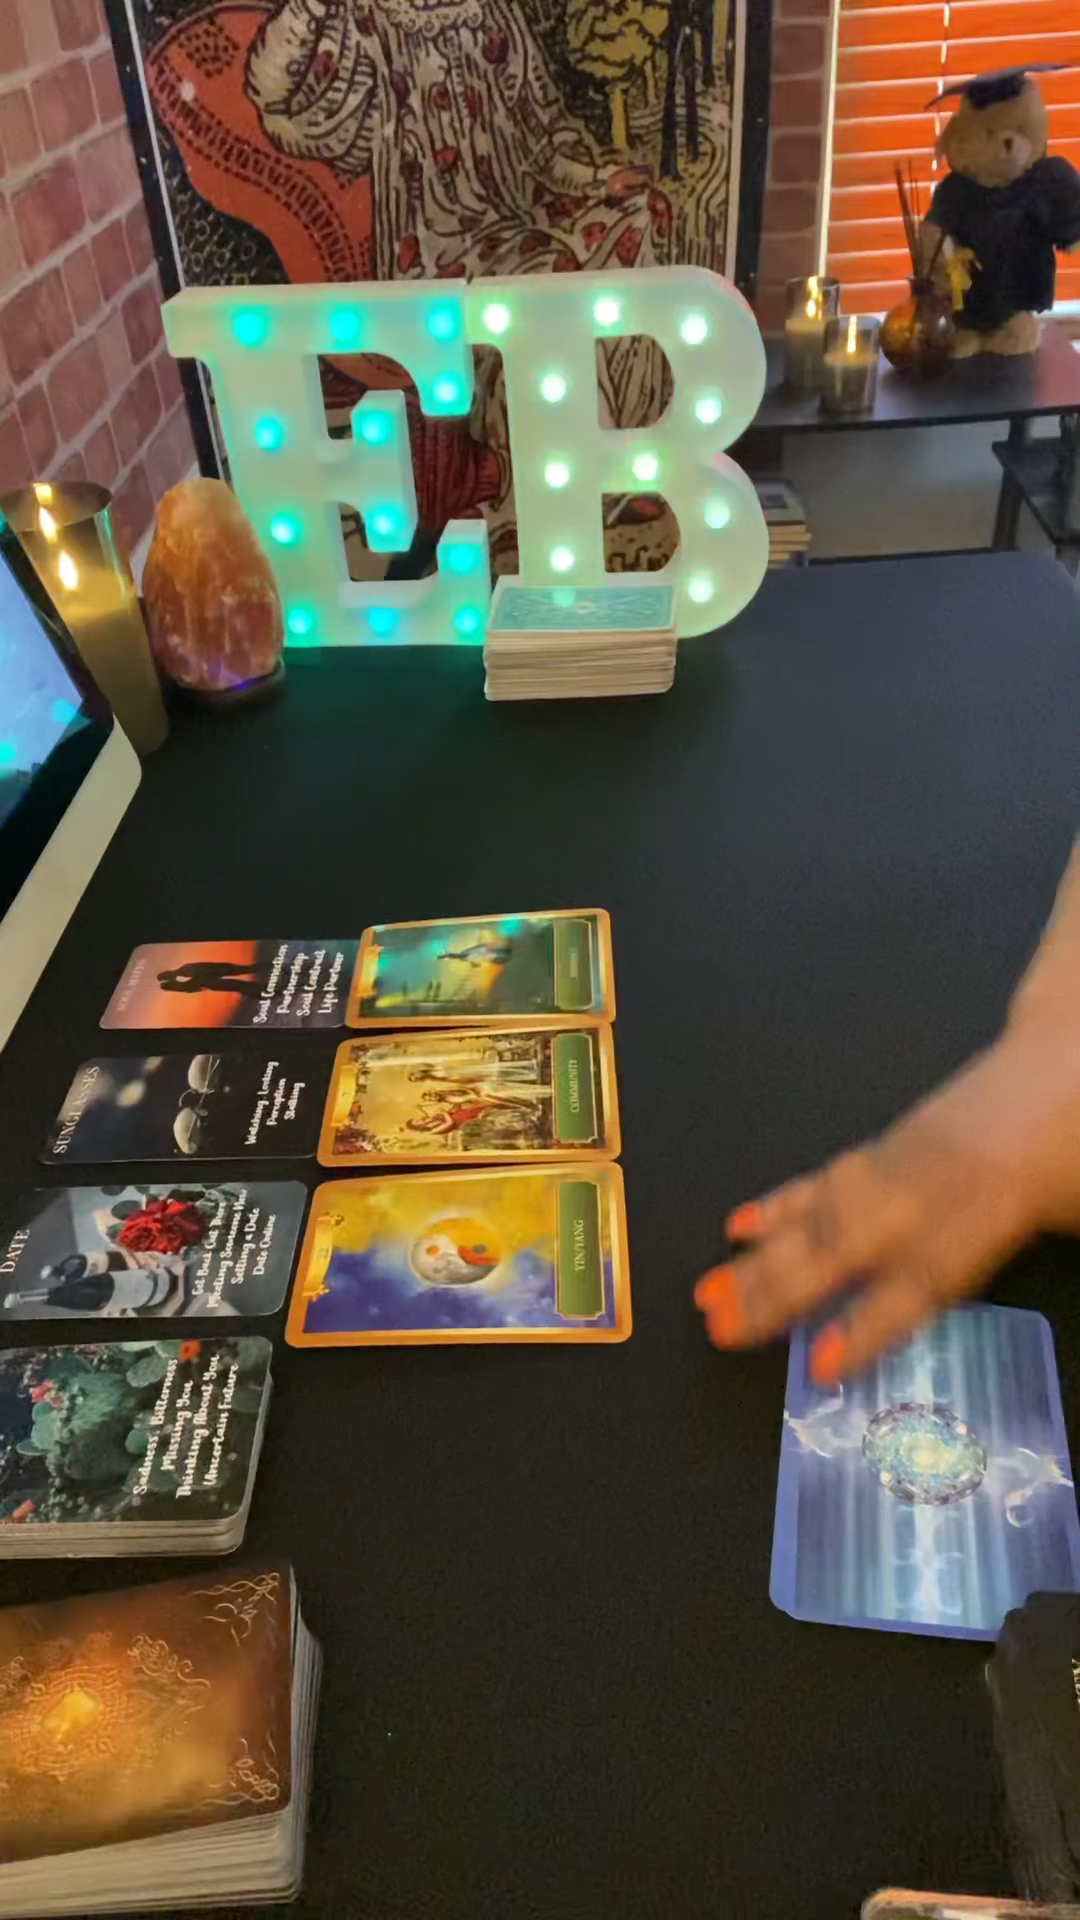 EB
SOUL MATES
Soul Connection
Partnership
Soul Contract
Life Partner
SUNGLASSES
Watching, Looking
Perception
Stalking
COMMUNITY
DATE
Get Back Out There
Meeting Someone New
Setting a Date
Date Online
22
YIN/YANG
Sadness, Bitterness
Missing You
Thinking About You
Uncertain Future